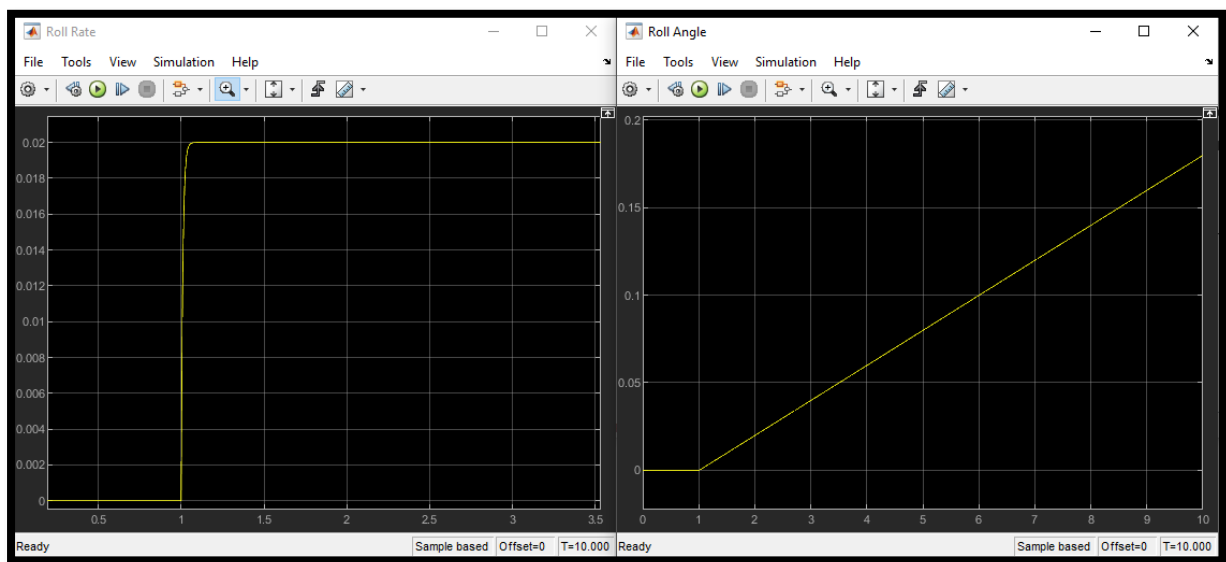 Roll Rate
File Tools View Simulation Help
0.02
0.018
0.016
0.014
0.012
0.01
0.008
0.006
0.004
0.002
0
0.5 1 1.5 2 2.5 3 3.5
Ready Sample based Offset=0 T=10.000
Roll Angle
File Tools View Simulation Help
0.2
0.15
0.1
0.05
0
0 1 2 3 4 5 6 7 8 9 10
Ready Sample based Offset=0 T=10.000